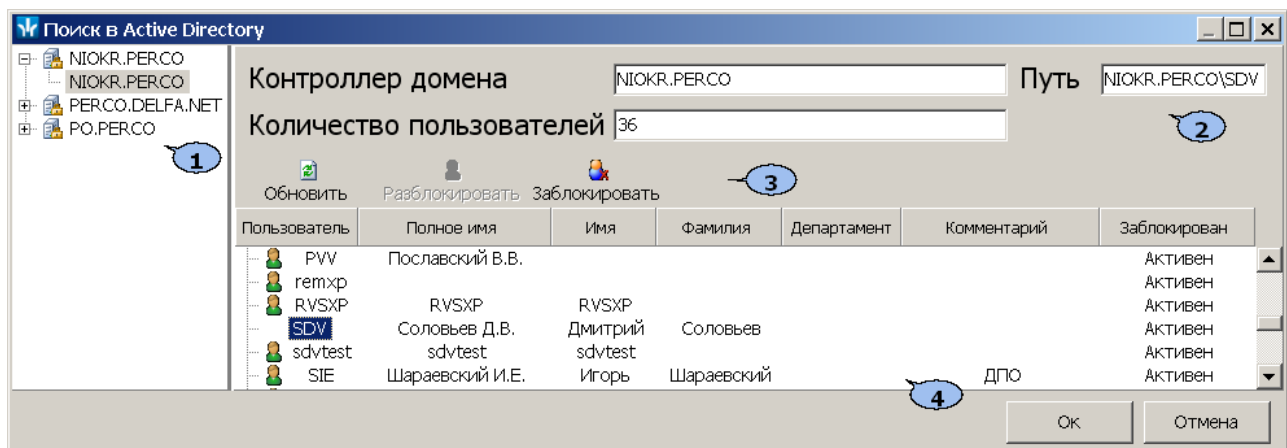 Поиск в Active Directory
NIOKR.PERCO
NIOKR.PERCO
PERCO.DELFA.NET
PO.PERCO
1
Контроллер домена NIOKR.PERCO Путь NIOKR.PERCO\SDV
Количество пользователей 36
2
Обновить Разблокировать Заблокировать
3
Пользователь Полное имя Имя Фамилия Департамент Комментарий Заблокирован
PVV Пославский В.В. Активен
remxp Активен
RVSXP RVSXP RVSXP Активен
SDV Соловьев Д.В. Дмитрий Соловьев Активен
sdvtest sdvtest sdvtest Активен
SIE Шараевский И.Е. Игорь Шараевский ДПО Активен
4
Ок Отмена